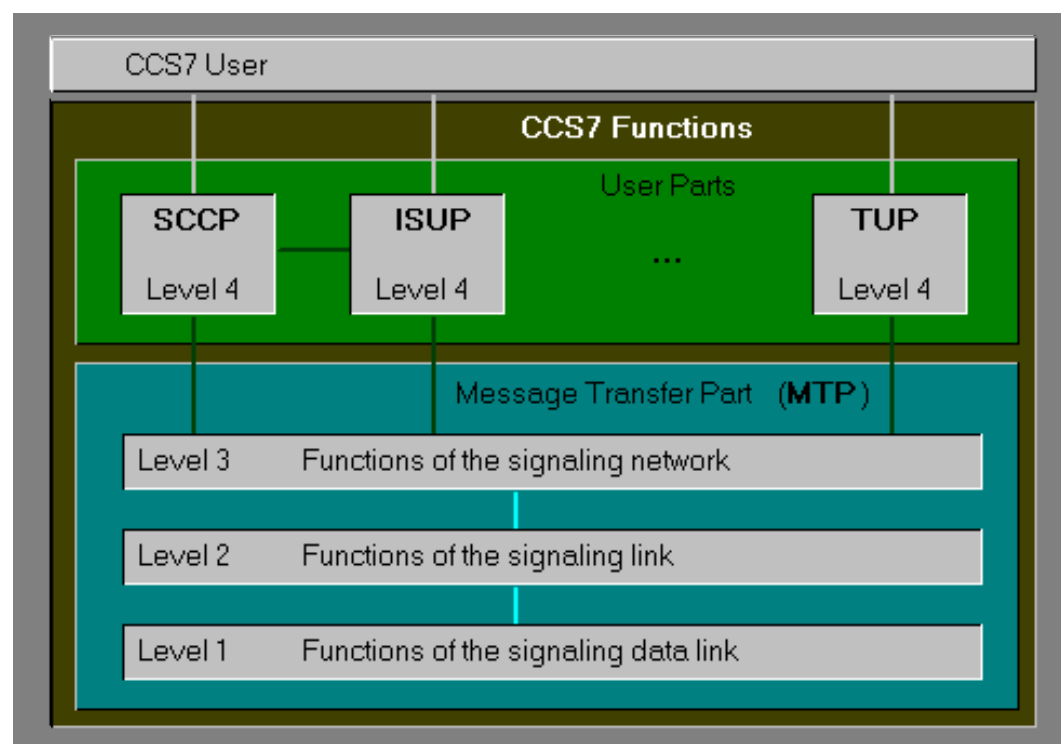 CCS7 User
CCS7 Functions
User Parts
SCCP
Level 4
ISUP
Level 4
...
TUP
Level 4
Message Transfer Part (MTP)
Level 3 Functions of the signaling network
Level 2 Functions of the signaling link
Level 1 Functions of the signaling data link